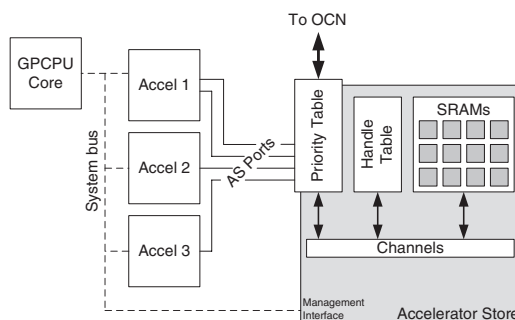 To OCN
GPCPU
Core
Accel 1
Accel 2
Accel 3
System bus
AS Ports
Priority Table
Handle
Table
SRAMs
Channels
Management
Interface
Accelerator Store